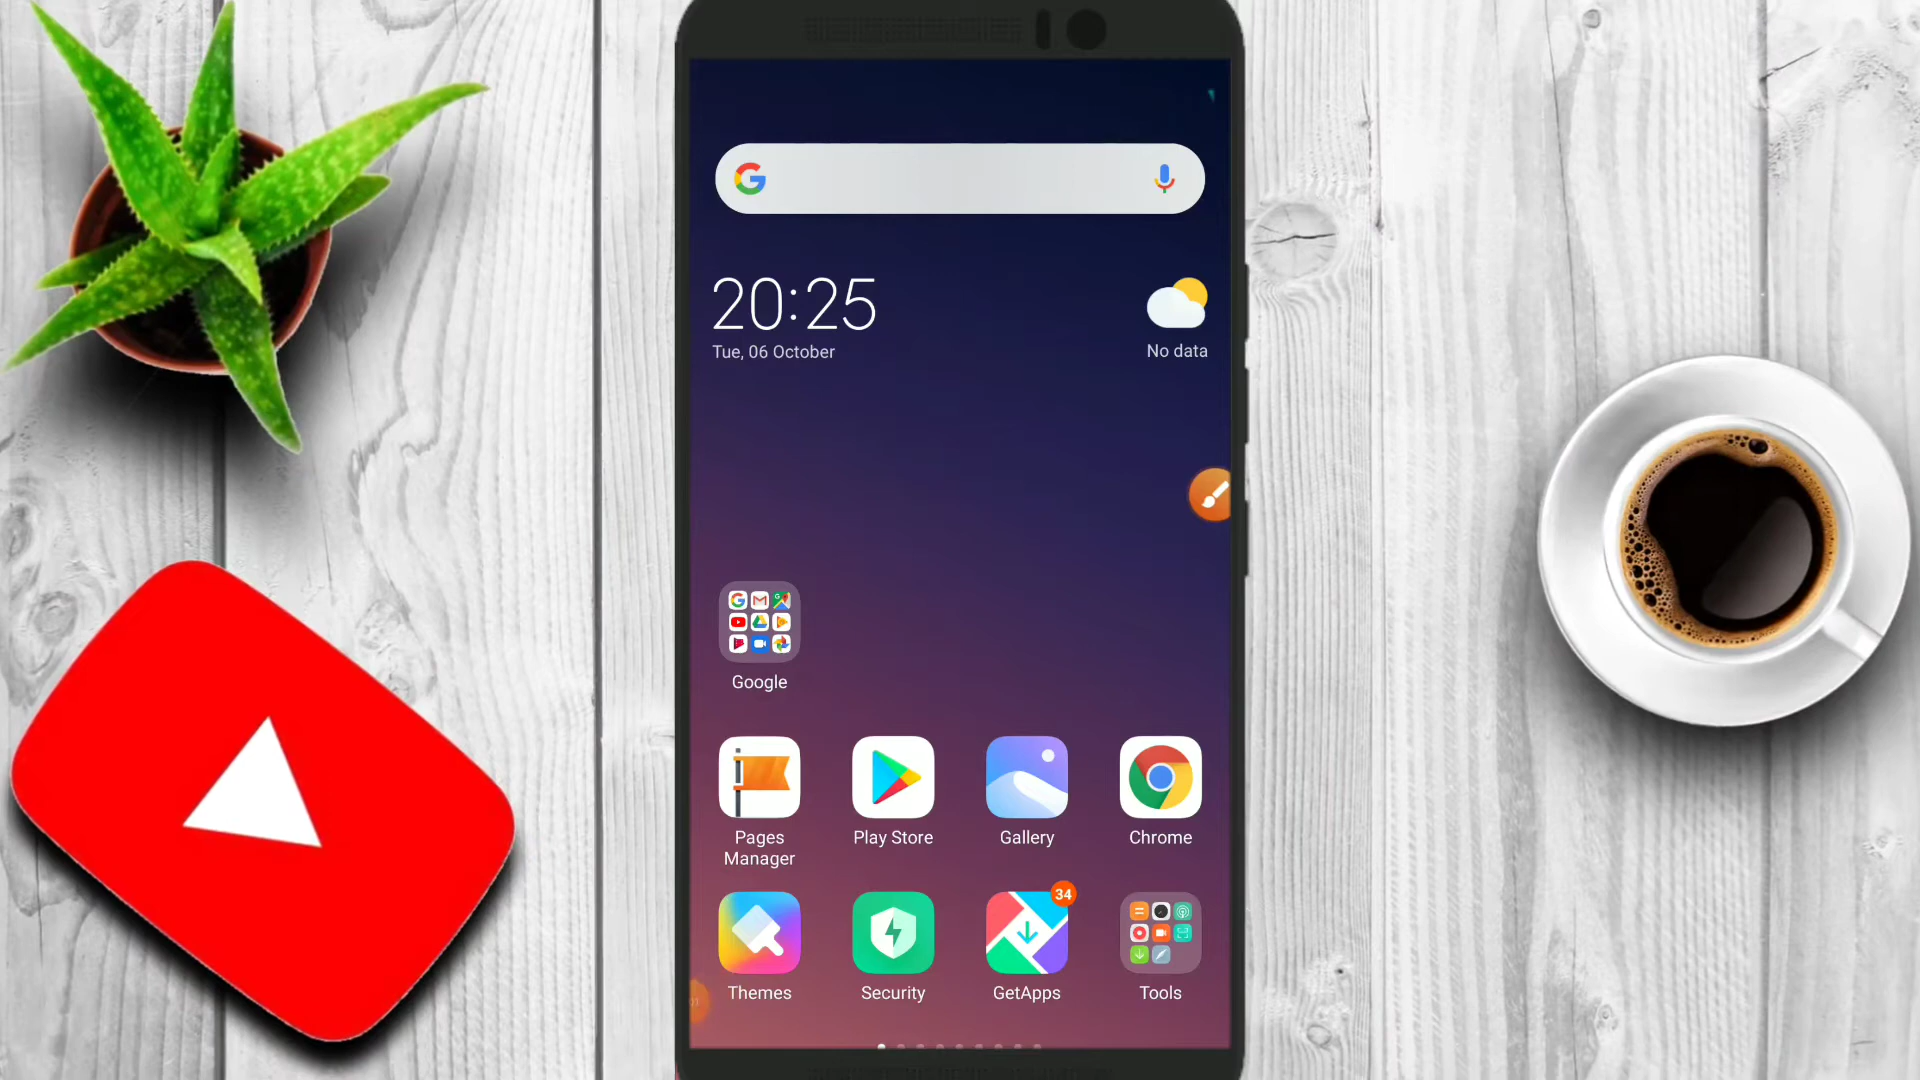 20:25
Tue, 06 October
No data
Google
Pages
Manager
Play Store
Gallery
Chrome
34
Themes
Security
GetApps
Tools
01